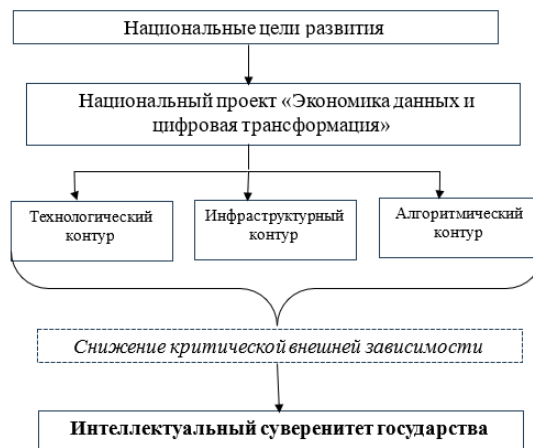 Национальные цели развития
Национальный проект «Экономика данных и
цифровая трансформация»
Технологический
контур
Инфраструктурный
контур
Алгоритмический
контур
Снижение критической внешней зависимости
Интеллектуальный суверенитет государства